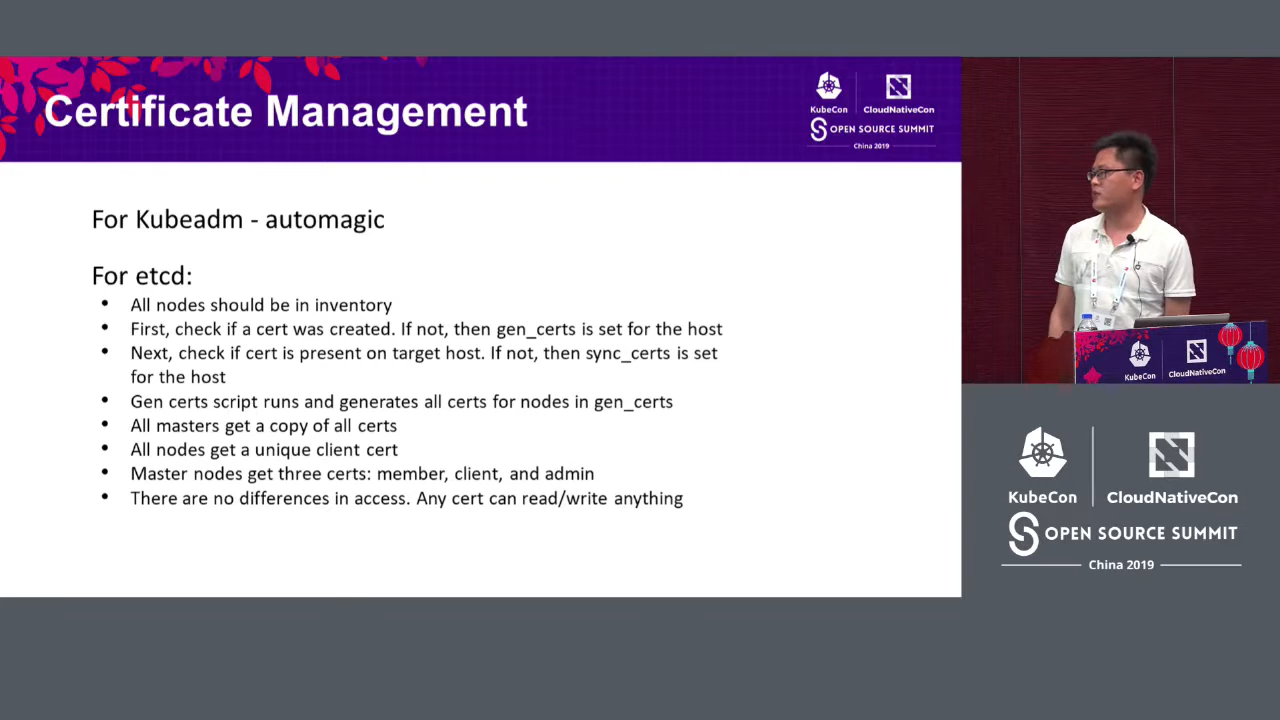 Certificate Management
KubeCon
CloudNativeCon
OPEN SOURCE SUMMIT
China 2019
For Kubeadm - automagic
For etcd:
• All nodes should be in inventory
• First, check if a cert was created. If not, then gen_certs is set for the host
• Next, check if cert is present on target host. If not, then sync_certs is set
for the host
• Gen certs script runs and generates all certs for nodes in gen_certs
• All masters get a copy of all certs
• All nodes get a unique client cert
• Master nodes get three certs: member, client, and admin
• There are no differences in access. Any cert can read/write anything
KubeCon
CloudNativeCon
KubeCon
CloudNativeCon
OPEN SOURCE SUMMIT
China 2019